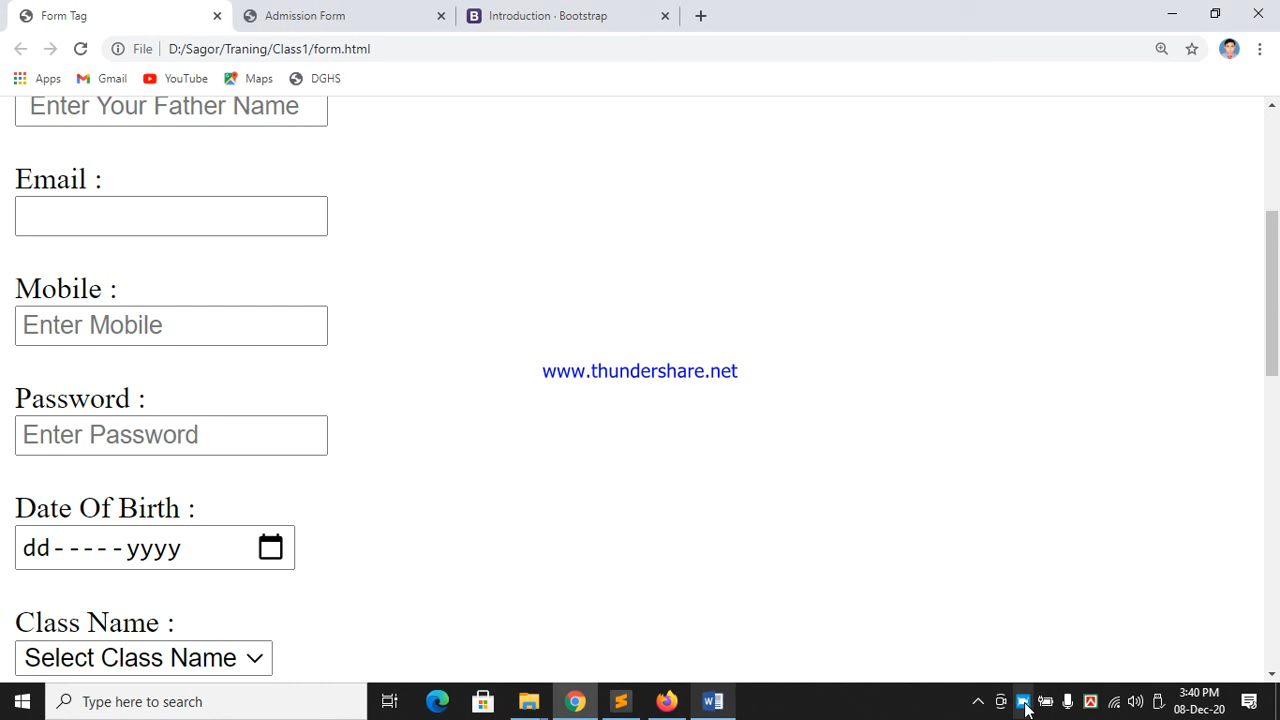 Form Tag
Admission Form
Introduction · Bootstrap
File
D:/Sagor/Traning/Class1/form.html
Apps
Gmail
YouTube
Maps
DGHS
Enter Your Father Name
Email :
Mobile :
Enter Mobile
www.thundershare.net
Password :
Enter Password
Date Of Birth :
dd-----yyyy
Class Name :
Select Class Name
Type here to search
3:40 PM
08-Dec-20